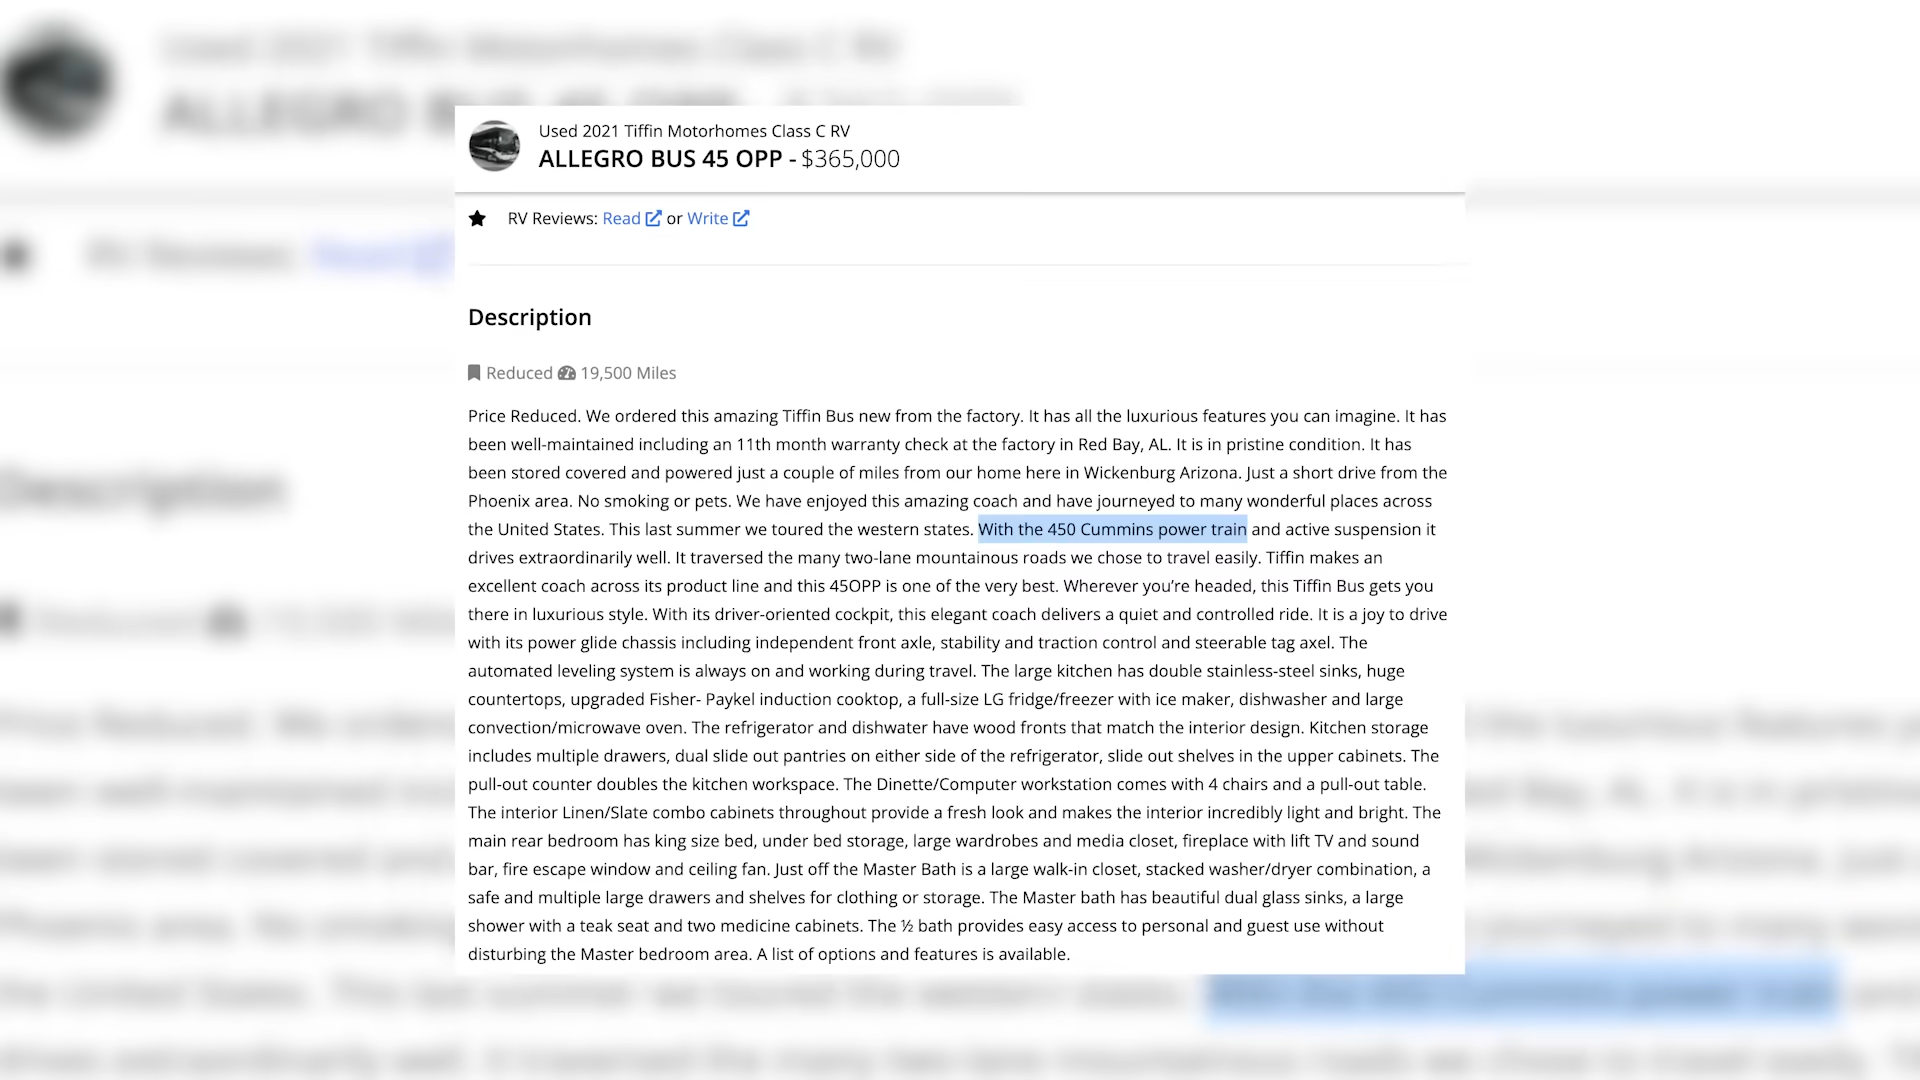 Used 2021 Tiffin Motorhomes Class C RV
ALLEGRO BUS 45 OPP - $365,000
RV Reviews: Read or Write
Description
Reduced 19,500 Miles
Price Reduced. We ordered this amazing Tiffin Bus new from the factory. It has all the luxurious features you can imagine. It has
been well-maintained including an 11th month warranty check at the factory in Red Bay, AL. It is in pristine condition. It has
been stored covered and powered just a couple of miles from our home here in Wickenburg Arizona. Just a short drive from the
Phoenix area. No smoking or pets. We have enjoyed this amazing coach and have journeyed to many wonderful places across
the United States. This last summer we toured the western states. With the 450 Cummins power train and active suspension it
drives extraordinarily well. It traversed the many two-lane mountainous roads we chose to travel easily. Tiffin makes an
excellent coach across its product line and this 45OPP is one of the very best. Wherever you’re headed, this Tiffin Bus gets you
there in luxurious style. With its driver-oriented cockpit, this elegant coach delivers a quiet and controlled ride. It is a joy to drive
with its power glide chassis including independent front axle, stability and traction control and steerable tag axel. The
automated leveling system is always on and working during travel. The large kitchen has double stainless-steel sinks, huge
countertops, upgraded Fisher- Paykel induction cooktop, a full-size LG fridge/freezer with ice maker, dishwasher and large
convection/microwave oven. The refrigerator and dishwater have wood fronts that match the interior design. Kitchen storage
includes multiple drawers, dual slide out pantries on either side of the refrigerator, slide out shelves in the upper cabinets. The
pull-out counter doubles the kitchen workspace. The Dinette/Computer workstation comes with 4 chairs and a pull-out table.
The interior Linen/Slate combo cabinets throughout provide a fresh look and makes the interior incredibly light and bright. The
main rear bedroom has king size bed, under bed storage, large wardrobes and media closet, fireplace with lift TV and sound
bar, fire escape window and ceiling fan. Just off the Master Bath is a large walk-in closet, stacked washer/dryer combination, a
safe and multiple large drawers and shelves for clothing or storage. The Master bath has beautiful dual glass sinks, a large
shower with a teak seat and two medicine cabinets. The ½ bath provides easy access to personal and guest use without
disturbing the Master bedroom area. A list of options and features is available.